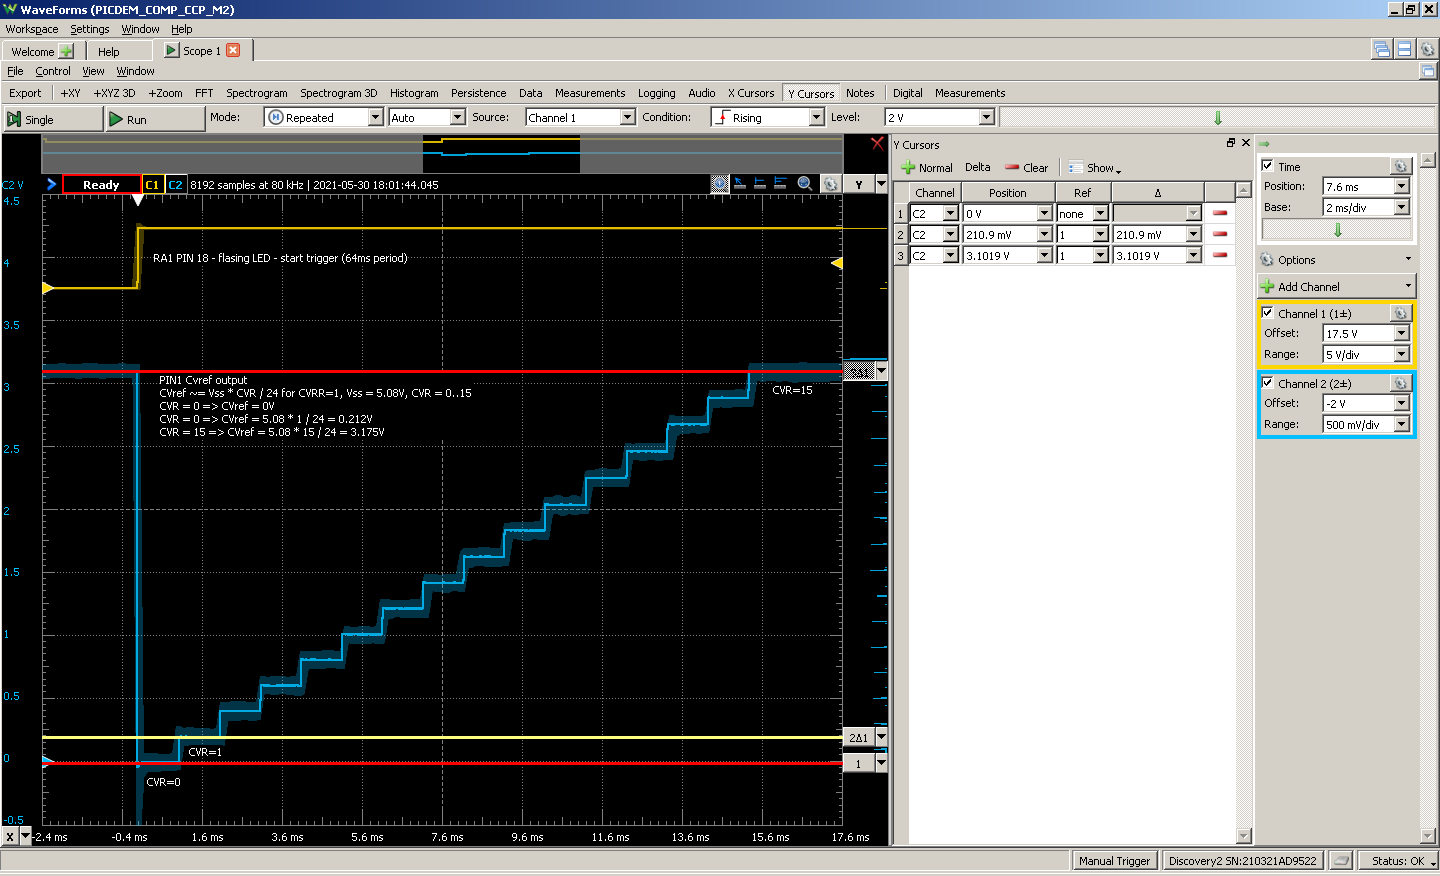 WaveForms (PICDEM_COMP_CCP_M2)
Workspace Settings Window Help
Welcome Help Scope 1
File Control View Window
Export +XY +XYZ 3D +Zoom FFT Spectrogram Spectrogram 3D Histogram Persistence Data Measurements Logging Audio X Cursors Y Cursors Notes Digital Measurements
Single Run Mode: Repeated Auto Source: Channel 1 Condition: Rising Level: 2 V
C2 V Ready C1 C2 8192 samples at 80 kHz | 2021-05-30 18:01:44.045 Y
4.5
4
3.5
3
2.5
2
1.5
1
0.5
0
-0.5
RA1 PIN 18 - flasing LED - start trigger (64ms period)
PIN1 Cvref output
CVref ~= Vss * CVR / 24 for CVRR=1, Vss = 5.08V, CVR = 0..15
CVR = 0 => CVref = 0V
CVR = 0 => CVref = 5.08 * 1 / 24 = 0.212V
CVR = 15 => CVref = 5.08 * 15 / 24 = 3.175V
CVR=15
CVR=1
CVR=0
2Δ1
1
X -2.4 ms -0.4 ms 1.6 ms 3.6 ms 5.6 ms 7.6 ms 9.6 ms 11.6 ms 13.6 ms 15.6 ms 17.6 ms
Y Cursors
Normal Delta Clear Show
Channel Position Ref Δ
1 C2 0 V none
2 C2 210.9 mV 1 210.9 mV
3 C2 3.1019 V 1 3.1019 V
Time
Position: 7.6 ms
Base: 2 ms/div
Options
Add Channel
Channel 1 (1±)
Offset: 17.5 V
Range: 5 V/div
Channel 2 (2±)
Offset: -2 V
Range: 500 mV/div
Manual Trigger Discovery2 SN:210321AD9522 Status: OK